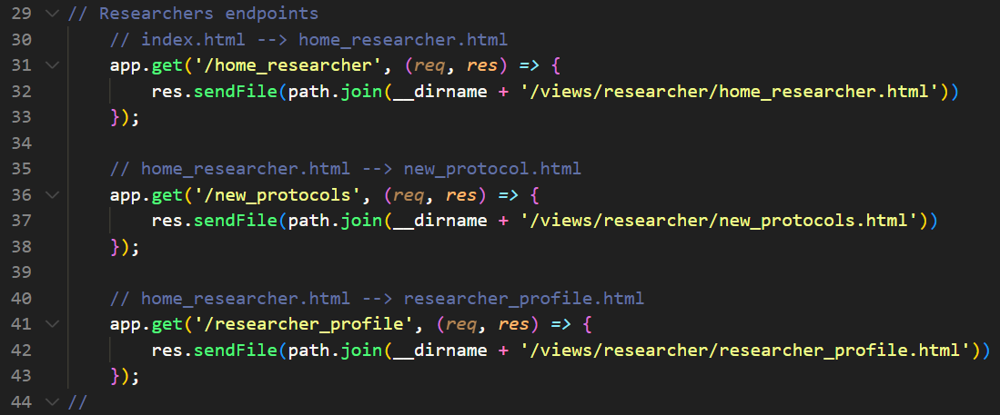 29 // Researchers endpoints
30     // index.html --> home_researcher.html
31     app.get('/home_researcher', (req, res) => {
32         res.sendFile(path.join(__dirname + '/views/researcher/home_researcher.html'))
33     });
34
35     // home_researcher.html --> new_protocol.html
36     app.get('/new_protocols', (req, res) => {
37         res.sendFile(path.join(__dirname + '/views/researcher/new_protocols.html'))
38     });
39
40     // home_researcher.html --> researcher_profile.html
41     app.get('/researcher_profile', (req, res) => {
42         res.sendFile(path.join(__dirname + '/views/researcher/researcher_profile.html'))
43     });
44 //